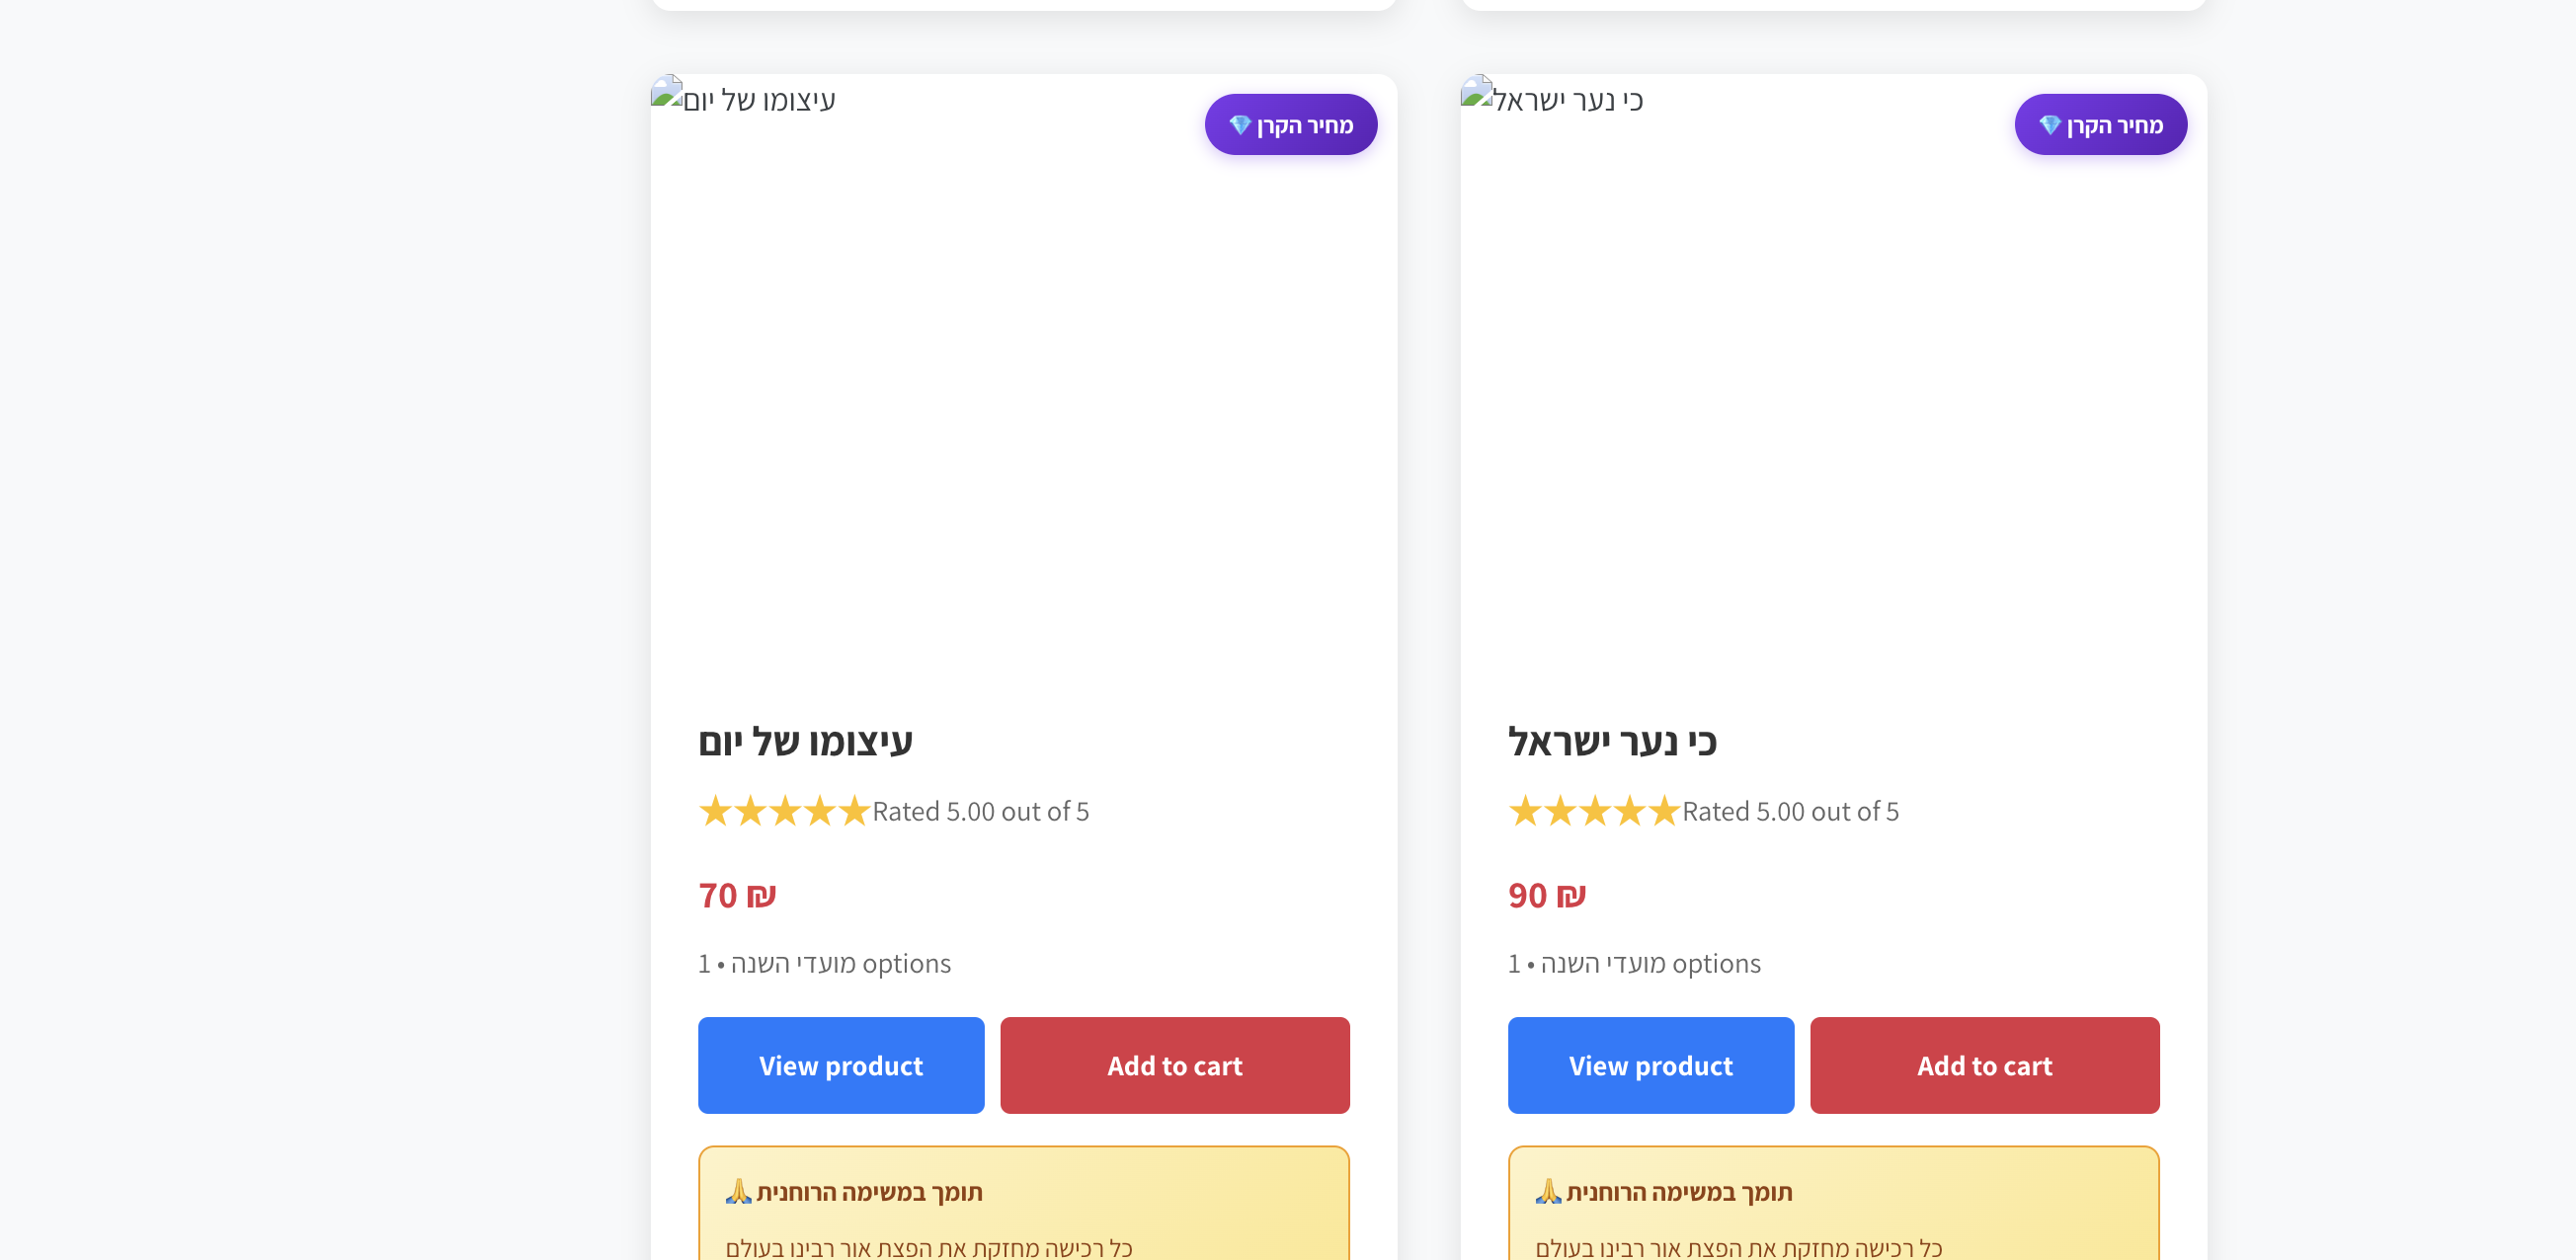 עיצומו של יום
מחיר הקרן 💎
עיצומו של יום
★★★★★Rated 5.00 out of 5
70 ₪
1 • מועדי השנה options
View product
Add to cart
🙏 תומך במשימה הרוחנית
כל רכישה מחזקת את הפצת אור רבינו בעולם
כי נער ישראל
מחיר הקרן 💎
כי נער ישראל
★★★★★Rated 5.00 out of 5
90 ₪
1 • מועדי השנה options
View product
Add to cart
🙏 תומך במשימה הרוחנית
כל רכישה מחזקת את הפצת אור רבינו בעולם